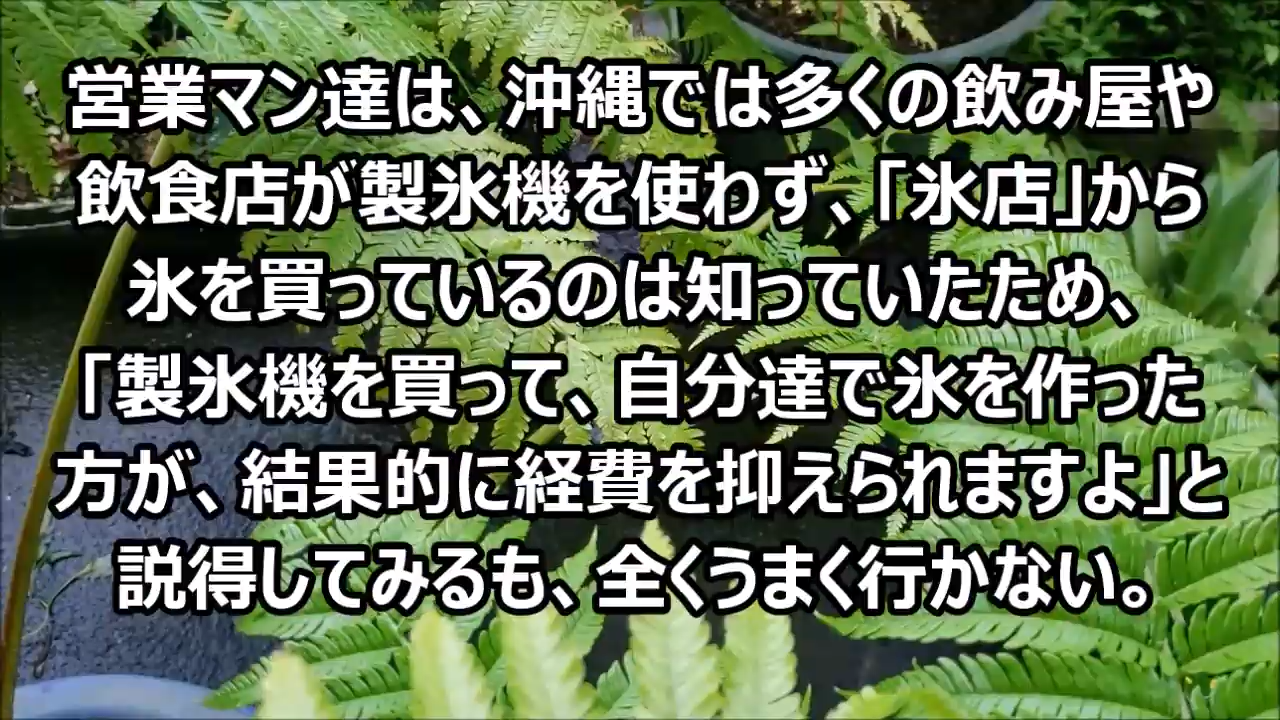 営業マン達は、沖縄では多くの飲み屋や
飲食店が製氷機を使わず、「氷店」から
氷を買っているのは知っていたため、
「製氷機を買って、自分達で氷を作った
方が、結果的に経費を抑えられますよ」と
説得してみるも、全くうまく行かない。